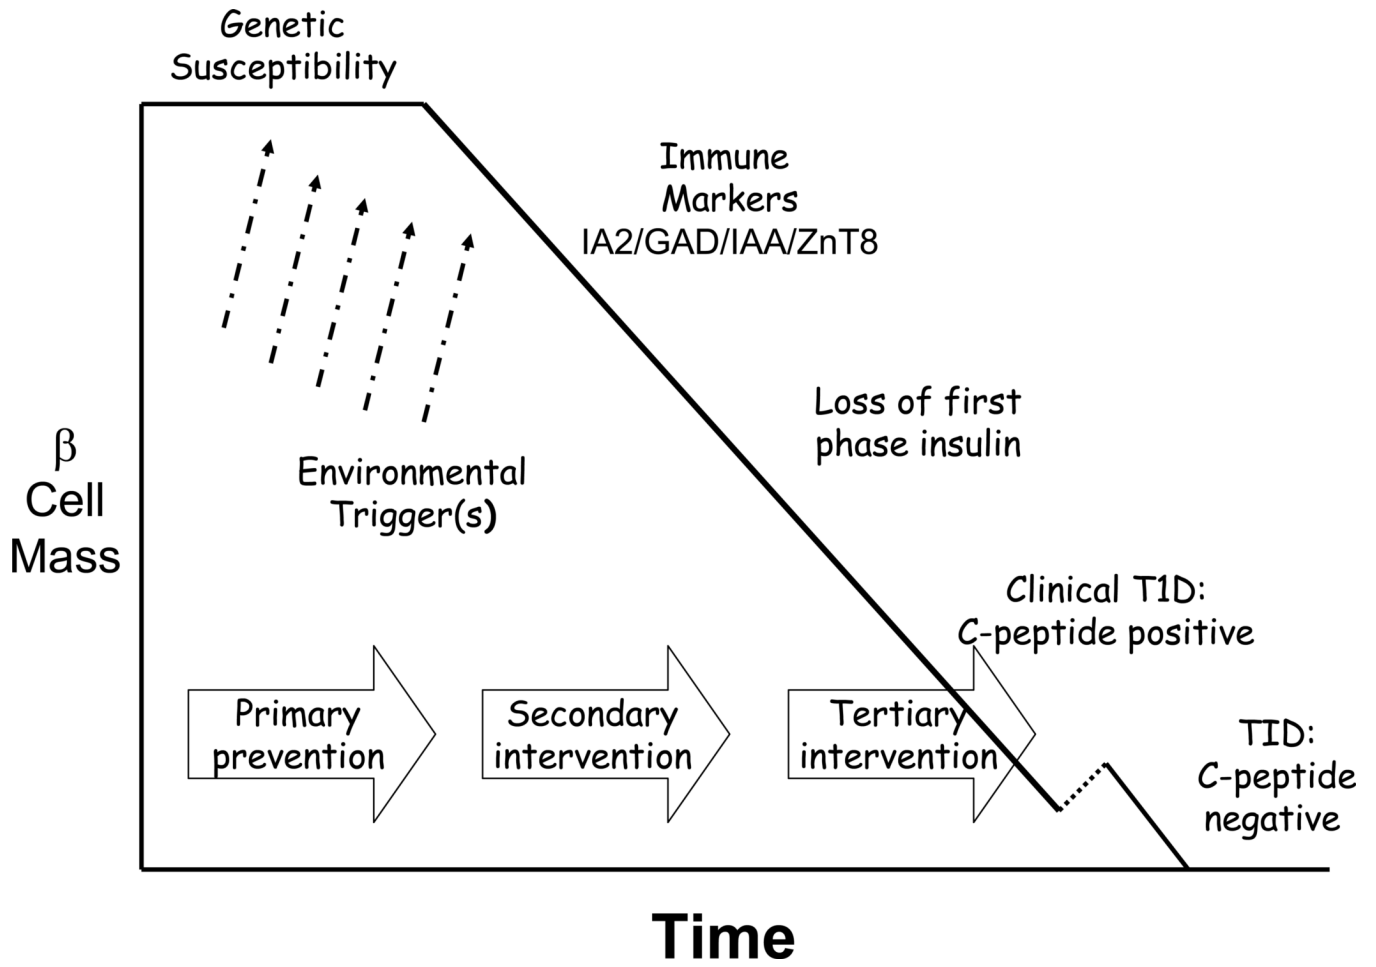 Genetic
Susceptibility
Immune
Markers
IA2/GAD/IAA/ZnT8
Loss of first
phase insulin
β
Cell
Mass
Environmental
Trigger(s)
Clinical T1D:
C-peptide positive
Primary
prevention
Secondary
intervention
Tertiary
intervention
TID:
C-peptide
negative
Time